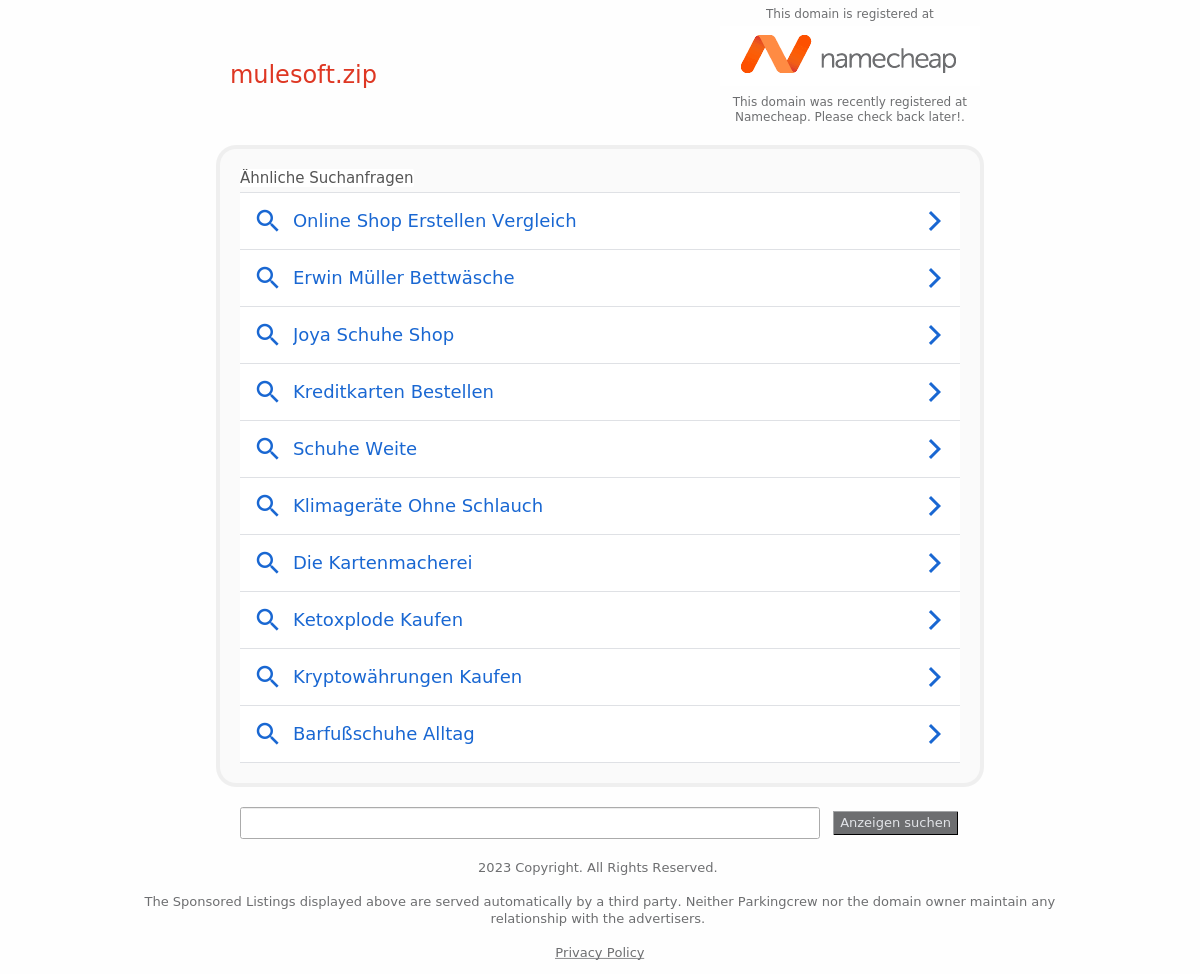 This domain is registered at
namecheap
mulesoft.zip
This domain was recently registered at
Namecheap. Please check back later!.
Ähnliche Suchanfragen
Online Shop Erstellen Vergleich
Erwin Müller Bettwäsche
Joya Schuhe Shop
Kreditkarten Bestellen
Schuhe Weite
Klimageräte Ohne Schlauch
Die Kartenmacherei
Ketoxplode Kaufen
Kryptowährungen Kaufen
Barfußschuhe Alltag
Anzeigen suchen
2023 Copyright. All Rights Reserved.
The Sponsored Listings displayed above are served automatically by a third party. Neither Parkingcrew nor the domain owner maintain any
relationship with the advertisers.
Privacy Policy